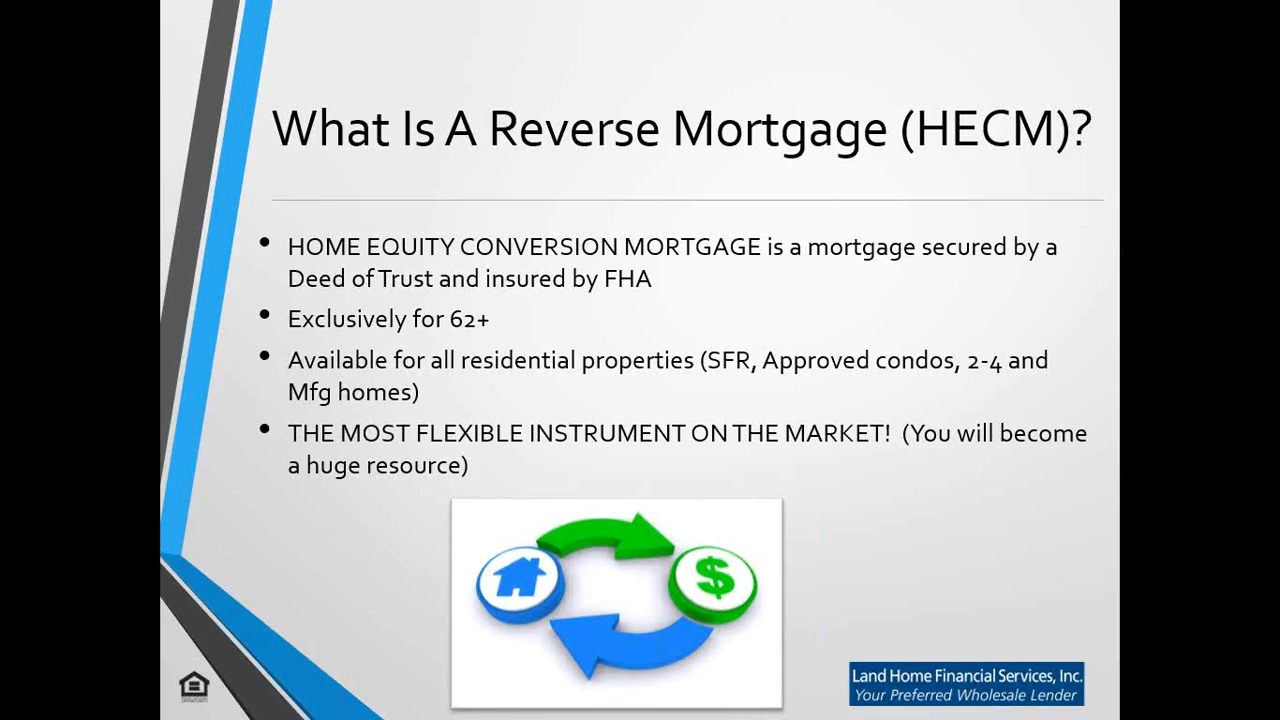 What Is A Reverse Mortgage (HECM)?
• HOME EQUITY CONVERSION MORTGAGE is a mortgage secured by a
Deed of Trust and insured by FHA
• Exclusively for 62+
• Available for all residential properties (SFR, Approved condos, 2-4 and
Mfg homes)
• THE MOST FLEXIBLE INSTRUMENT ON THE MARKET! (You will become
a huge resource)
$
Land Home Financial Services, Inc.
Your Preferred Wholesale Lender